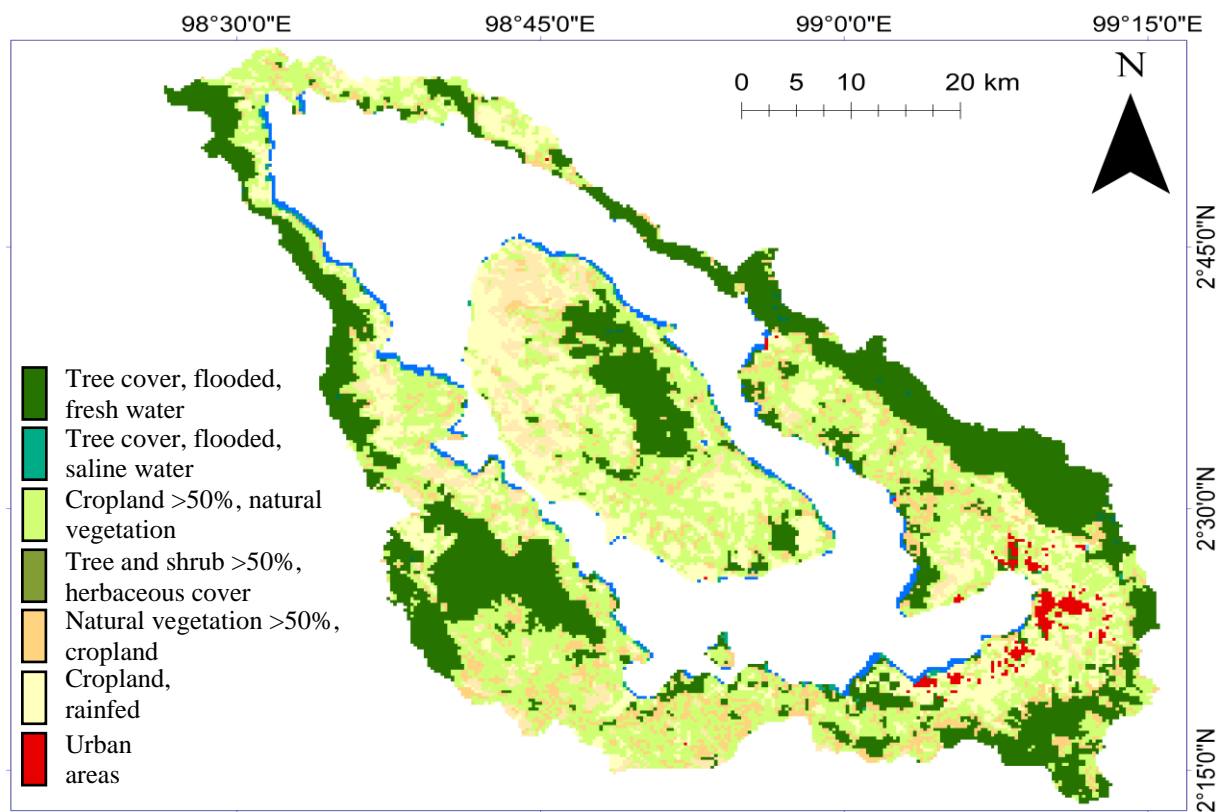 98°30'0"E 98°45'0"E 99°0'0"E 99°15'0"E
0 5 10 20 km
N
2°45'0"N
2°30'0"N
2°15'0"N
Tree cover, flooded,
fresh water
Tree cover, flooded,
saline water
Cropland >50%, natural
vegetation
Tree and shrub >50%,
herbaceous cover
Natural vegetation >50%,
cropland
Cropland,
rainfed
Urban
areas